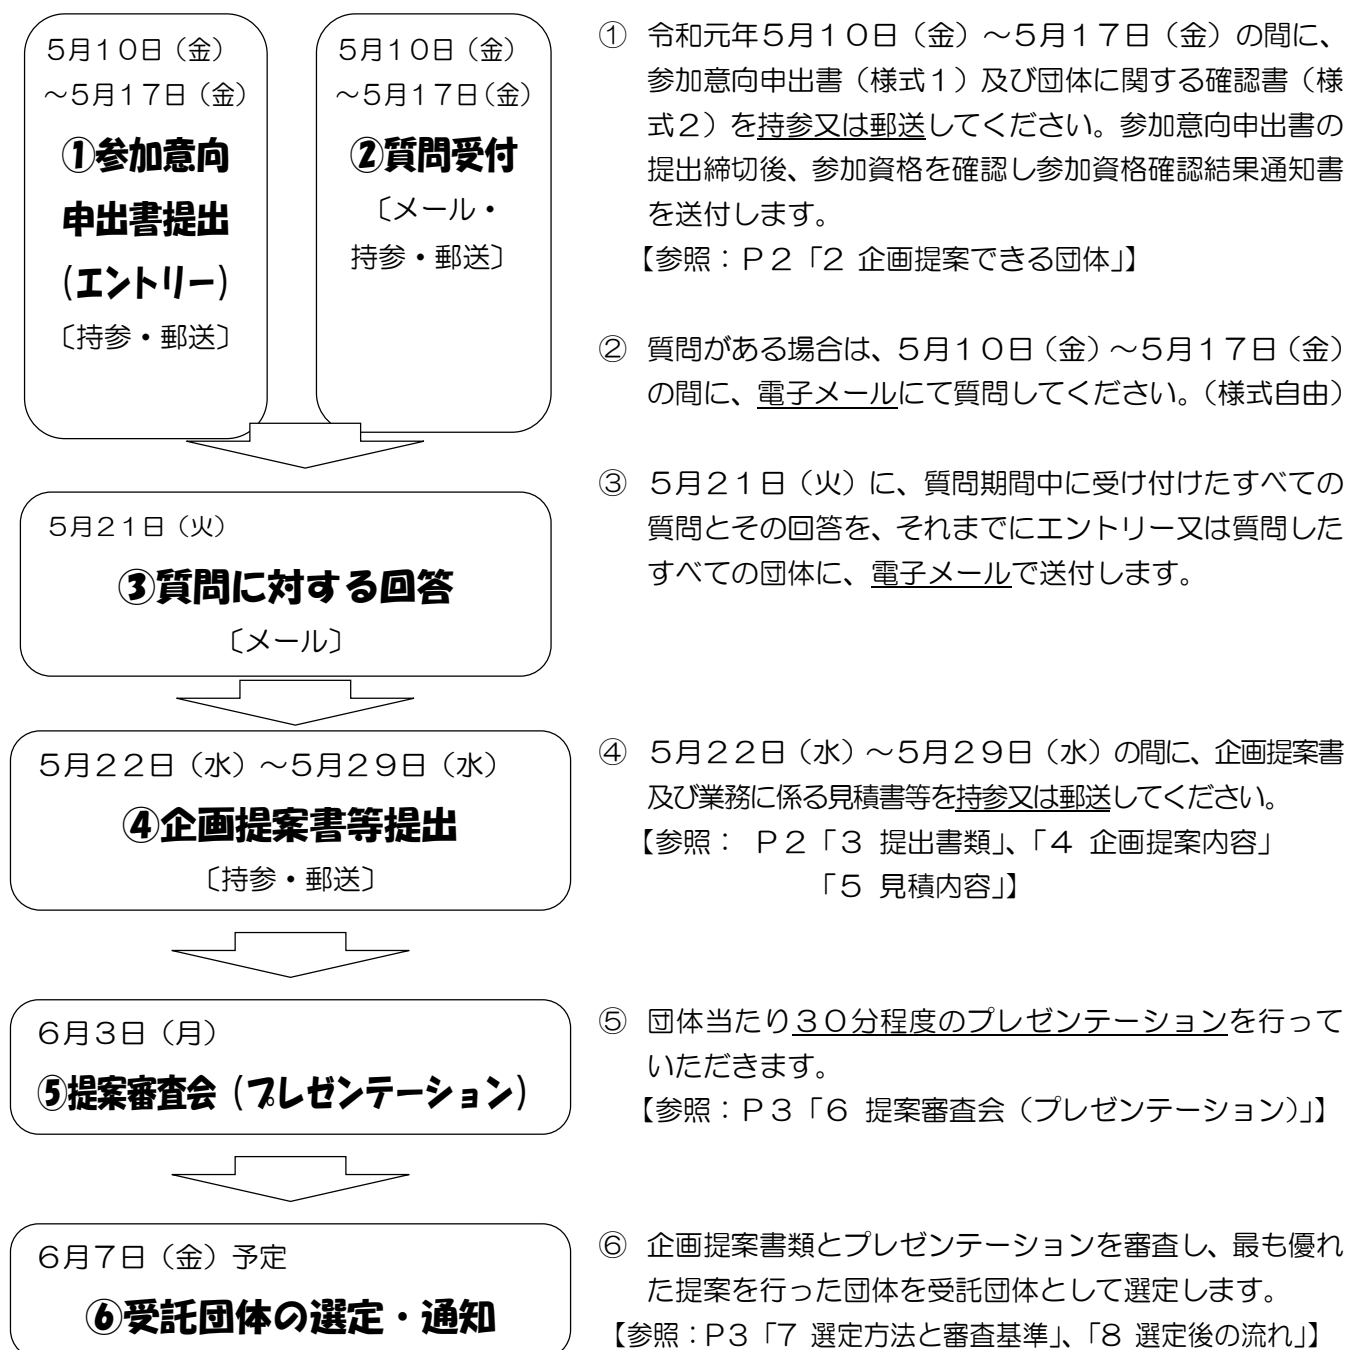 5月10日（金）
～5月17日（金）
①参加意向
申出書提出
(エントリー)
〔持参・郵送〕
5月10日（金）
～5月17日（金）
②質問受付
〔メール・
持参・郵送〕
① 令和元年5月10日（金）～5月17日（金）の間に、
参加意向申出書（様式1）及び団体に関する確認書（様
式2）を持参又は郵送してください。参加意向申出書の
提出締切後、参加資格を確認し参加資格確認結果通知書
を送付します。
【参照：P2「2 企画提案できる団体」】
② 質問がある場合は、5月10日（金）～5月17日（金）
の間に、電子メールにて質問してください。（様式自由）
5月21日（火）
③質問に対する回答
〔メール〕
③ 5月21日（火）に、質問期間中に受け付けたすべての
質問とその回答を、それまでにエントリー又は質問した
すべての団体に、電子メールで送付します。
5月22日（水）～5月29日（水）
④企画提案書等提出
〔持参・郵送〕
④ 5月22日（水）～5月29日（水）の間に、企画提案書
及び業務に係る見積書等を持参又は郵送してください。
【参照： P2「3 提出書類」、「4 企画提案内容」
「5 見積内容」】
6月3日（月）
⑤提案審査会（プレゼンテーション）
⑤ 団体当たり30分程度のプレゼンテーションを行って
いただきます。
【参照：P3「6 提案審査会（プレゼンテーション）」】
6月7日（金）予定
⑥受託団体の選定・通知
⑥ 企画提案書類とプレゼンテーションを審査し、最も優れ
た提案を行った団体を受託団体として選定します。
【参照：P3「7 選定方法と審査基準」、「8 選定後の流れ」】